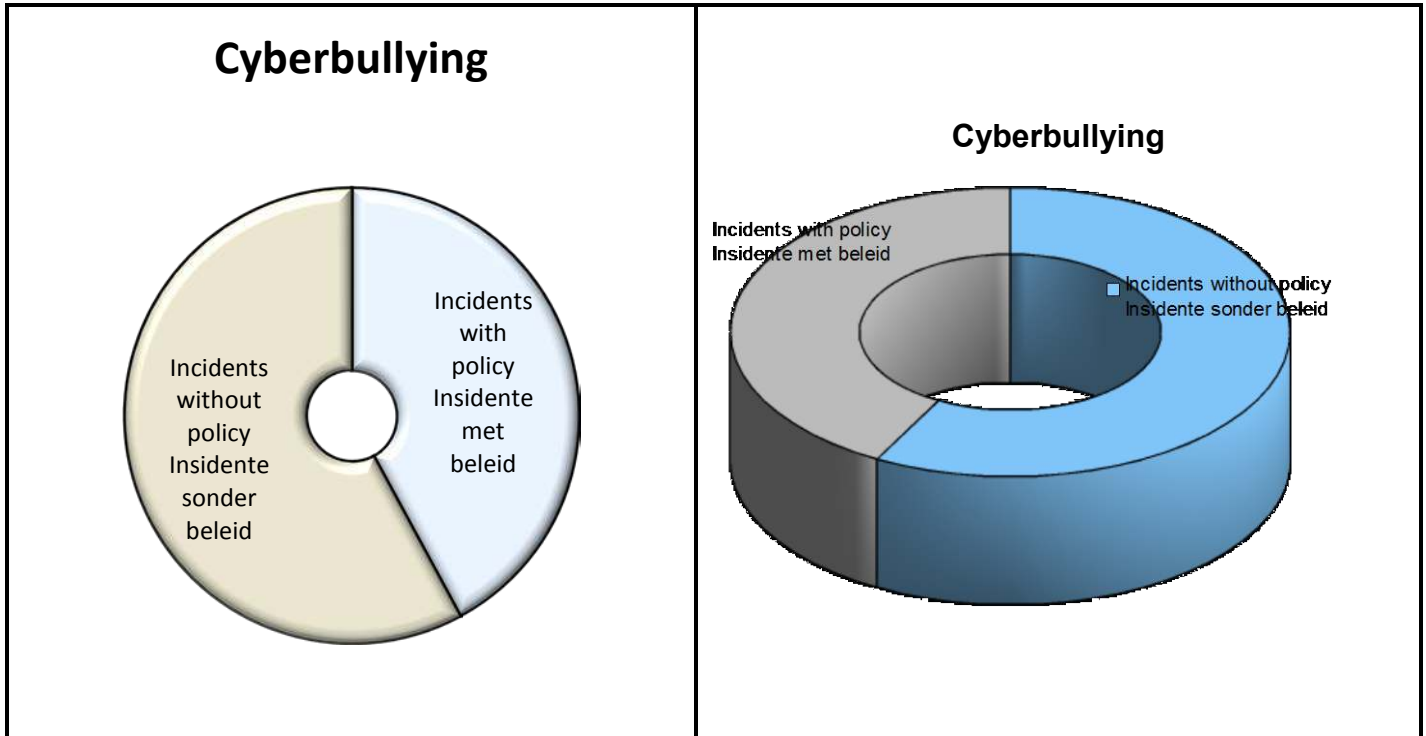 Cyberbullying
Incidents
with
policy
Insidente
met
beleid
Incidents
without
policy
Insidente
sonder
beleid
Cyberbullying
Incidents with policy
Insidente met beleid
Incidents without policy
Insidente sonder beleid